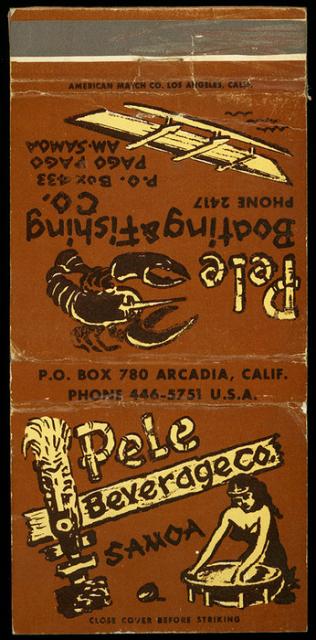 AMERICAN MATCH CO. LOS ANGELES, CALIF.
Pele
Boating & Fishing
Co.
PHONE 2417
P.O. Box 433
PAGO PAGO
AM. SAMOA
P.O. BOX 780 ARCADIA, CALIF.
PHONE 446-5751 U.S.A.
Pele
Beverage Co.
SAMOA
CLOSE COVER BEFORE STRIKING